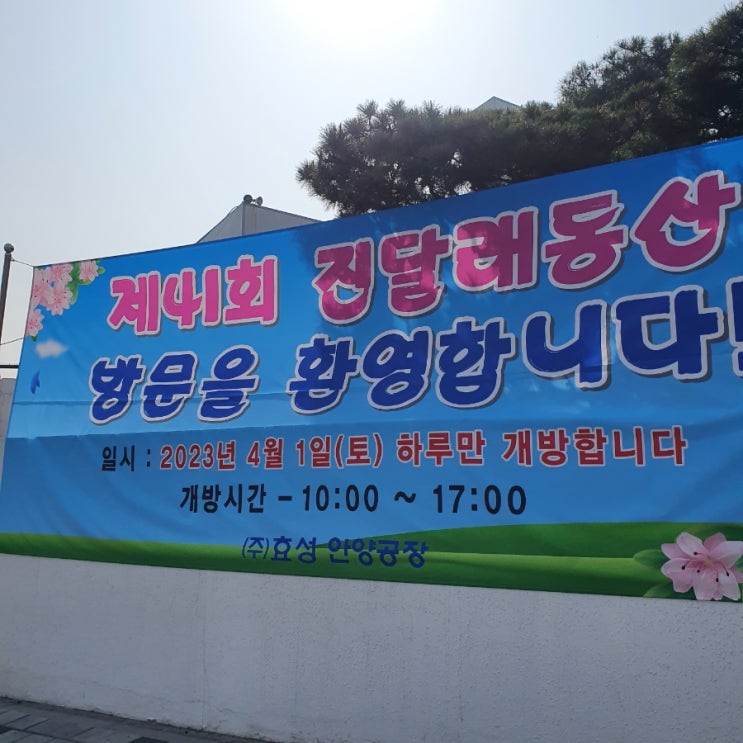 제41회 진달래동산
방문을 환영합니다!
일시 : 2023년 4월 1일(토) 하루만 개방합니다
개방시간 - 10:00 ~ 17:00
(주)효성 안양공장